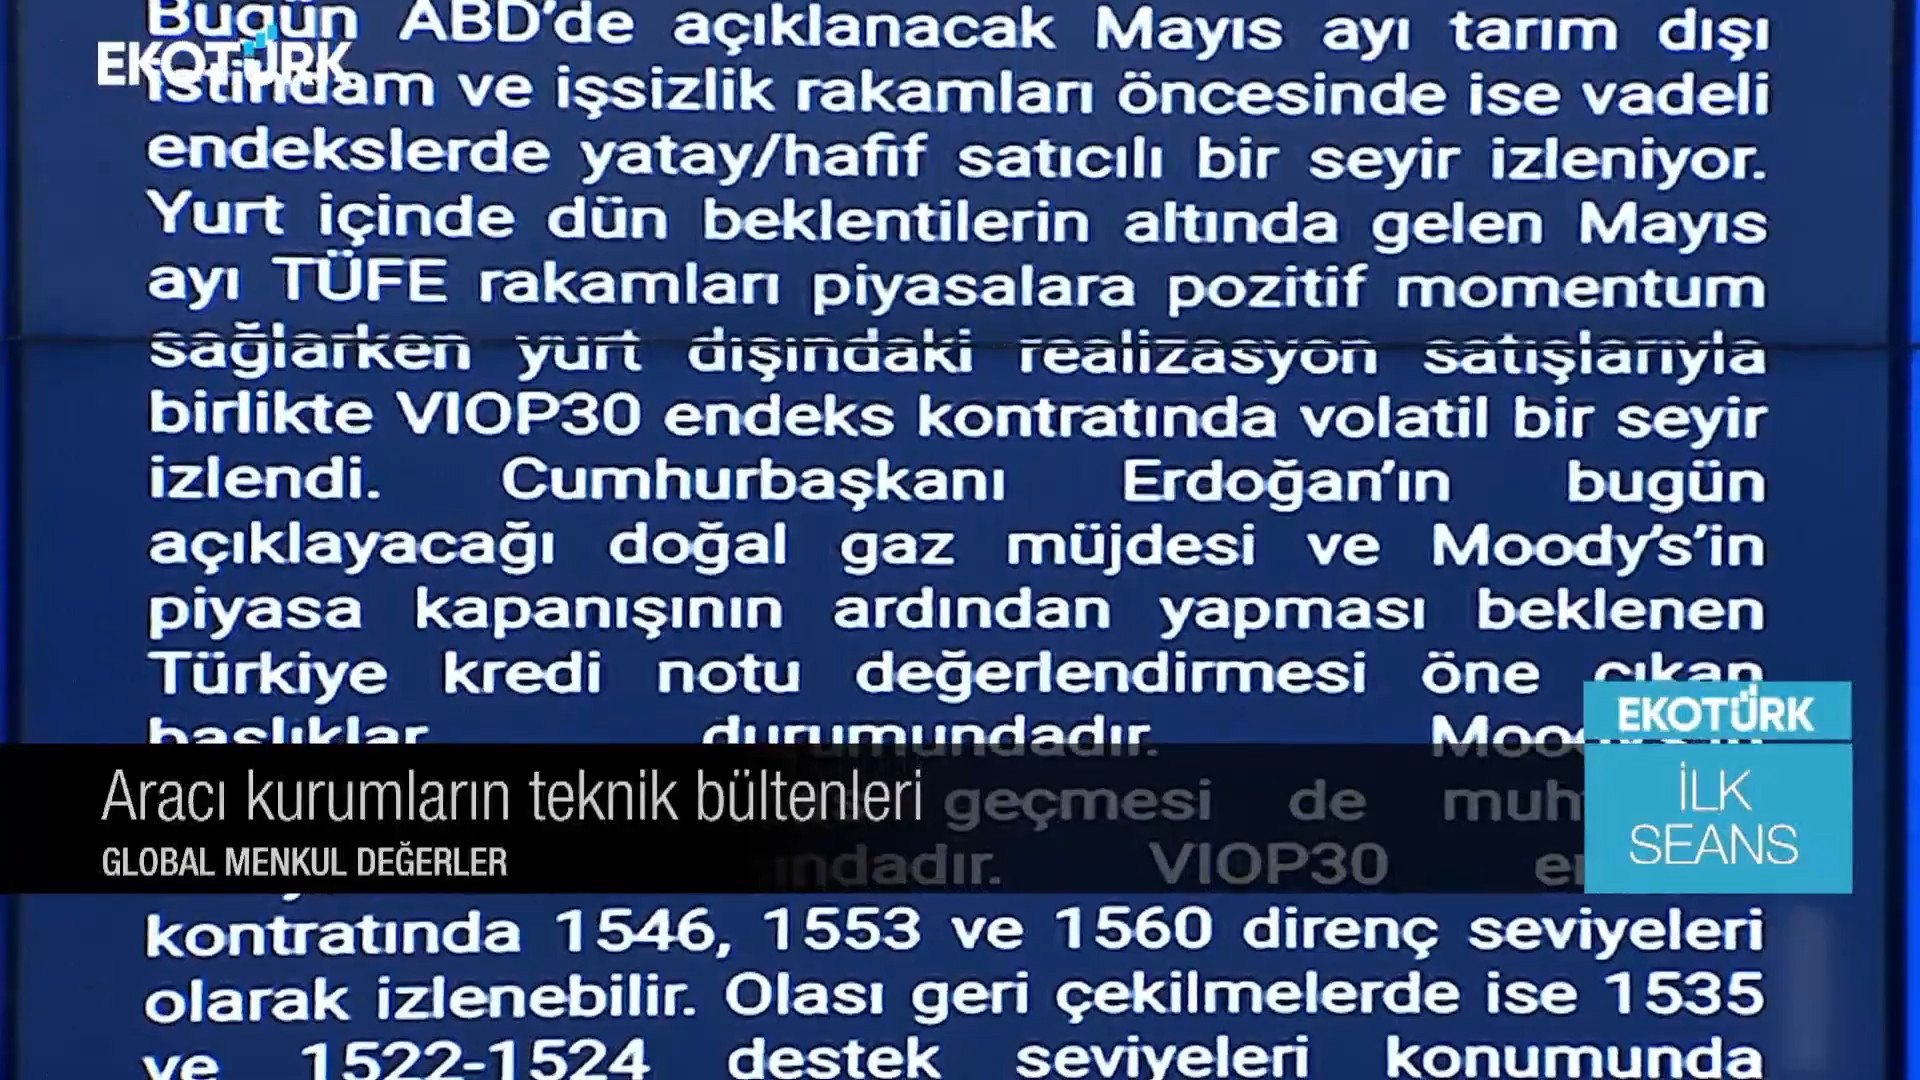 Bugün ABD'de açıklanacak Mayıs ayı tarım dışı
EKOTÜRK
istihdam ve işsizlik rakamları öncesinde ise vadeli
endekslerde yatay/hafif satıcılı bir seyir izleniyor.
Yurt içinde dün beklentilerin altında gelen Mayıs
ayı TÜFE rakamları piyasalara pozitif momentum
sağlarken yurt dışındaki realizasyon satışlarıyla
birlikte VIOP30 endeks kontratında volatil bir seyir
izlendi. Cumhurbaşkanı Erdoğan'ın bugün
açıklayacağı doğal gaz müjdesi ve Moody's'in
piyasa kapanışının ardından yapması beklenen
Türkiye kredi notu değerlendirmesi öne çıkan
başlıklar durumundadır. Moody's'in
EKOTÜRK
İLK
SEANS
Aracı kurumların teknik bültenleri
GLOBAL MENKUL DEĞERLER
geçmesi de
VIOP30
kontratında 1546, 1553 ve 1560 direnç seviyeleri
olarak izlenebilir. Olası geri çekilmelerde ise 1535
ve 1522-1524 destek seviyeleri konumunda